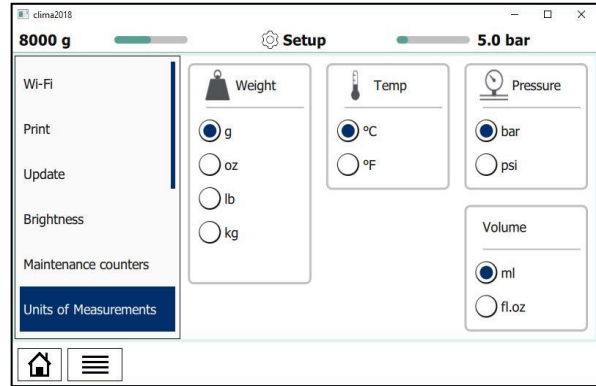 clima2018
8000 g
Setup
5.0 bar
Wi-Fi
Print
Update
Brightness
Maintenance counters
Units of Measurements
Weight
g
oz
lb
kg
Temp
°C
°F
Pressure
bar
psi
Volume
ml
fl.oz